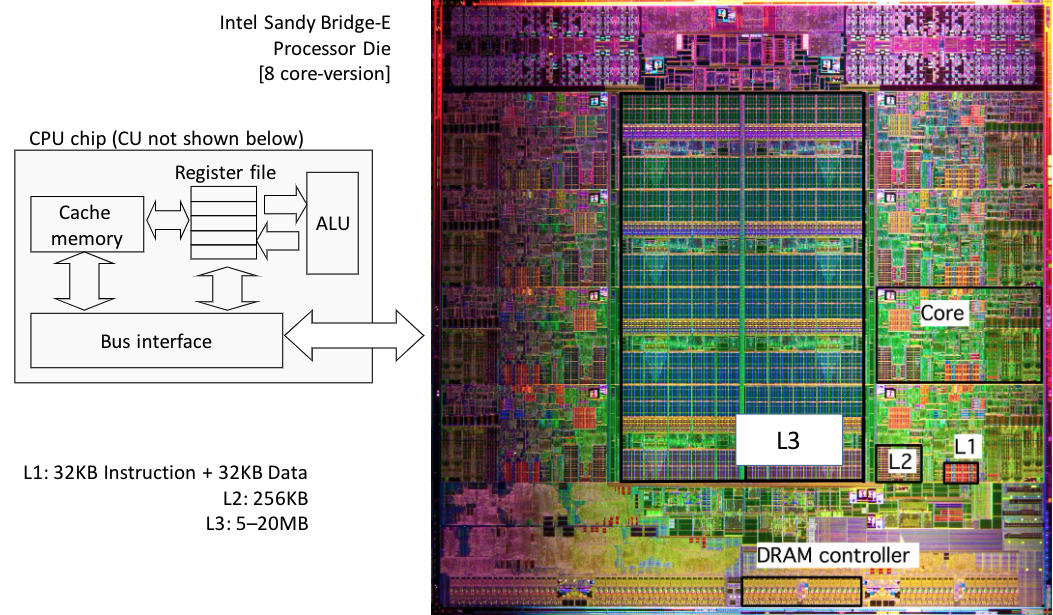 Intel Sandy Bridge-E
Processor Die
[8 core-version]
CPU chip (CU not shown below)
Register file
Cache
memory
ALU
Bus interface
L1: 32KB Instruction + 32KB Data
L2: 256KB
L3: 5–20MB
Core
L3
L2
L1
DRAM controller